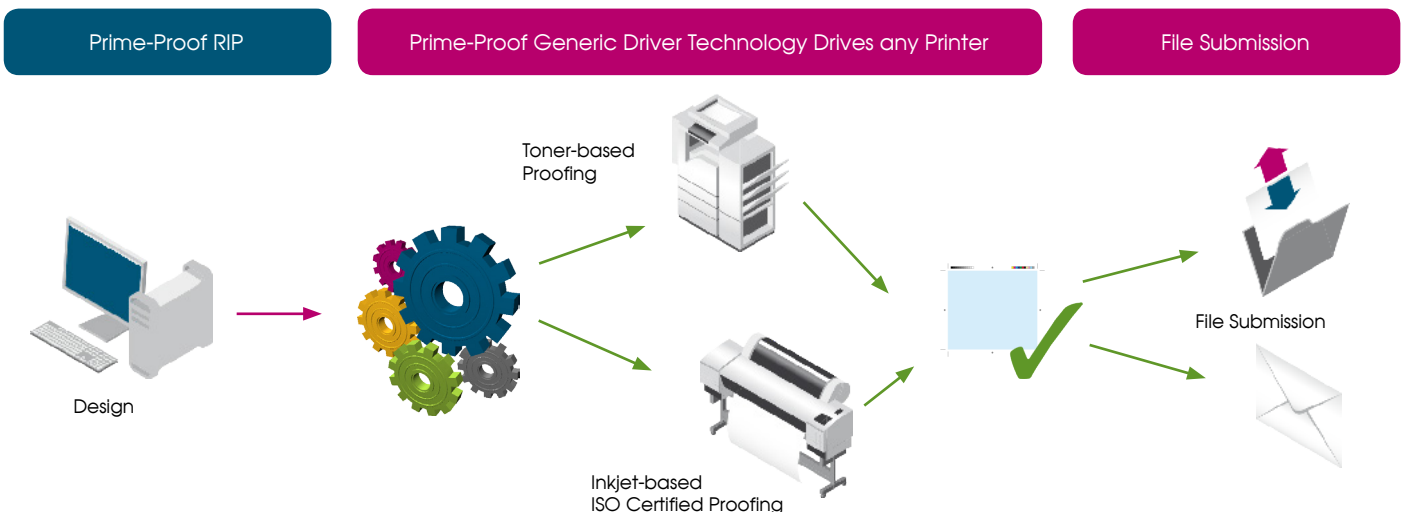 Prime-Proof RIP
Prime-Proof Generic Driver Technology Drives any Printer
File Submission
Toner-based
Proofing
Design
File Submission
Inkjet-based
ISO Certified Proofing